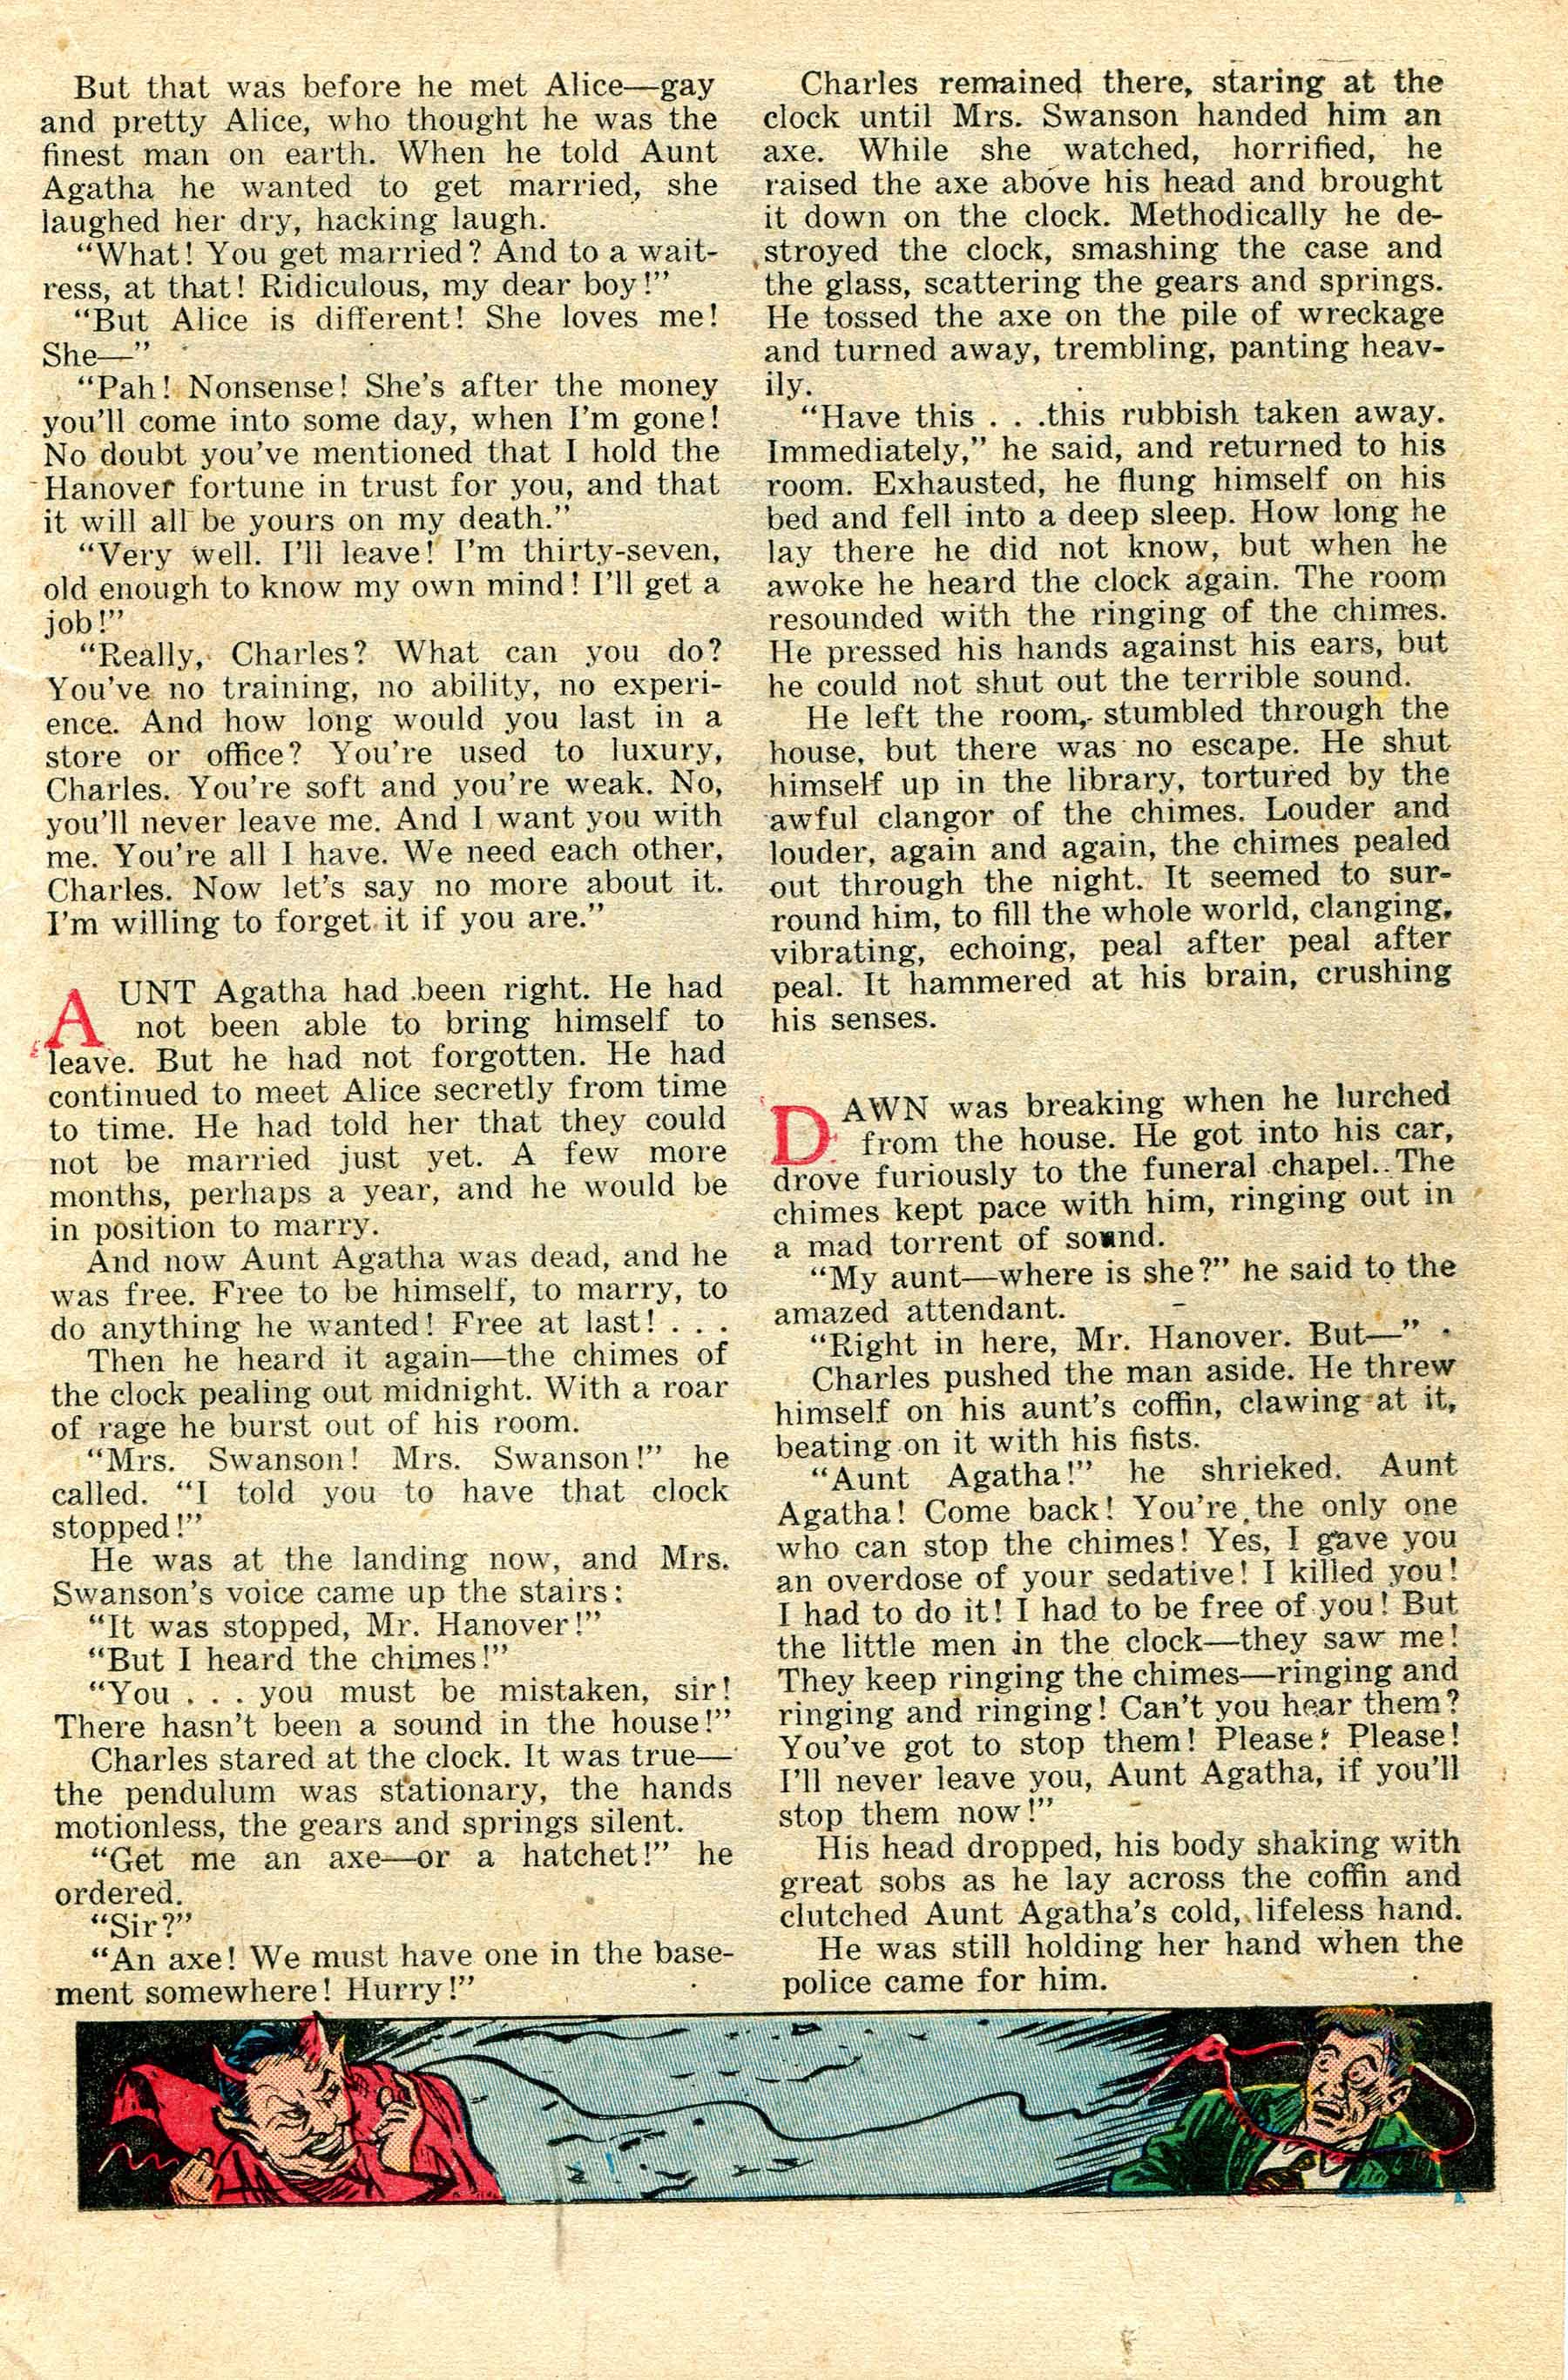 But that was before he met Alice—gay
and pretty Alice, who thought he was the
finest man on earth. When he told Aunt
Agatha he wanted to get married, she
laughed her dry, hacking laugh.
“What! You get married? And to a wait-
ress, at that! Ridiculous, my dear boy!”
“But Alice is different! She loves me!
She—”
“Pah! Nonsense! She’s after the money
you’ll come into some day, when I’m gone!
No doubt you’ve mentioned that I hold the
Hanover fortune in trust for you, and that
it will all be yours on my death.”
“Very well. I’ll leave! I’m thirty-seven,
old enough to know my own mind! I’ll get a
job!”
“Really, Charles? What can you do?
You’ve no training, no ability, no experi-
ence. And how long would you last in a
store or office? You’re used to luxury,
Charles. You’re soft and you’re weak. No,
you’ll never leave me. And I want you with
me. You’re all I have. We need each other,
Charles. Now let’s say no more about it.
I’m willing to forget it if you are.”
AUNT Agatha had been right. He had
not been able to bring himself to
leave. But he had not forgotten. He had
continued to meet Alice secretly from time
to time. He had told her that they could
not be married just yet. A few more
months, perhaps a year, and he would be
in position to marry.
And now Aunt Agatha was dead, and he
was free. Free to be himself, to marry, to
do anything he wanted! Free at last! . . .
Then he heard it again—the chimes of
the clock pealing out midnight. With a roar
of rage he burst out of his room.
“Mrs. Swanson! Mrs. Swanson!” he
called. “I told you to have that clock
stopped!”
He was at the landing now, and Mrs.
Swanson’s voice came up the stairs:
“It was stopped, Mr. Hanover!”
“But I heard the chimes!”
“You . . . you must be mistaken, sir!
There hasn’t been a sound in the house!”
Charles stared at the clock. It was true—
the pendulum was stationary, the hands
motionless, the gears and springs silent.
“Get me an axe—or a hatchet!” he
ordered.
“Sir?”
“An axe! We must have one in the base-
ment somewhere! Hurry!”
Charles remained there, staring at the
clock until Mrs. Swanson handed him an
axe. While she watched, horrified, he
raised the axe above his head and brought
it down on the clock. Methodically he de-
stroyed the clock, smashing the case and
the glass, scattering the gears and springs.
He tossed the axe on the pile of wreckage
and turned away, trembling, panting heav-
ily.
“Have this . . .this rubbish taken away.
Immediately,” he said, and returned to his
room. Exhausted, he flung himself on his
bed and fell into a deep sleep. How long he
lay there he did not know, but when he
awoke he heard the clock again. The room
resounded with the ringing of the chimes.
He pressed his hands against his ears, but
he could not shut out the terrible sound.
He left the room, stumbled through the
house, but there was no escape. He shut
himself up in the library, tortured by the
awful clangor of the chimes. Louder and
louder, again and again, the chimes pealed
out through the night. It seemed to sur-
round him, to fill the whole world, clanging,
vibrating, echoing, peal after peal after
peal. It hammered at his brain, crushing
his senses.
DAWN was breaking when he lurched
from the house. He got into his car,
drove furiously to the funeral chapel. The
chimes kept pace with him, ringing out in
a mad torrent of sound.
“My aunt—where is she?” he said to the
amazed attendant.
“Right in here, Mr. Hanover. But—”
Charles pushed the man aside. He threw
himself on his aunt’s coffin, clawing at it,
beating on it with his fists.
“Aunt Agatha!” he shrieked. Aunt
Agatha! Come back! You’re the only one
who can stop the chimes! Yes, I gave you
an overdose of your sedative! I killed you!
I had to do it! I had to be free of you! But
the little men in the clock—they saw me!
They keep ringing the chimes—ringing and
ringing and ringing! Can’t you hear them?
You’ve got to stop them! Please! Please!
I’ll never leave you, Aunt Agatha, if you’ll
stop them now!”
His head dropped, his body shaking with
great sobs as he lay across the coffin and
clutched Aunt Agatha’s cold, lifeless hand.
He was still holding her hand when the
police came for him.